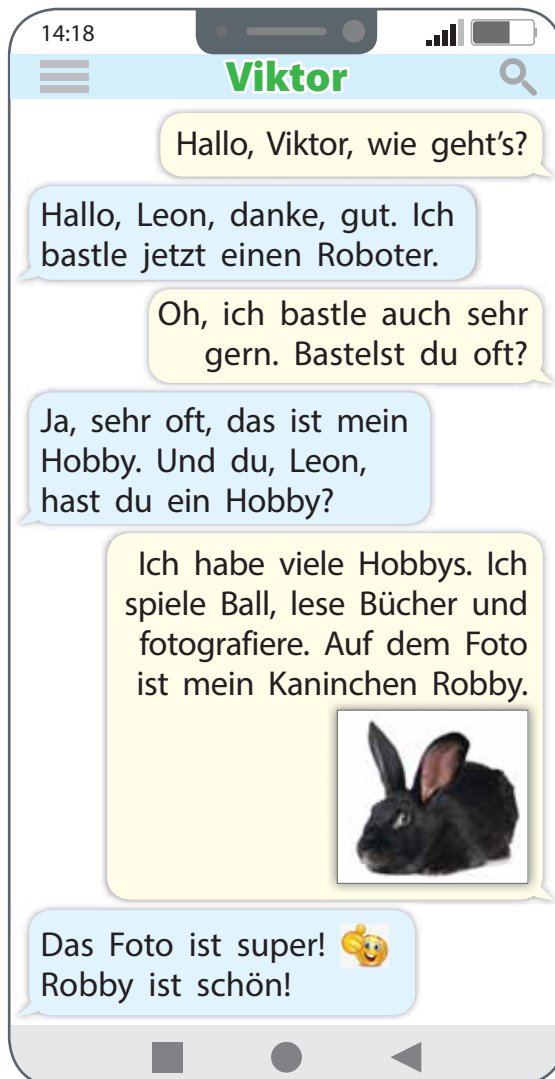 14:18
Viktor
Hallo, Viktor, wie geht's?
Hallo, Leon, danke, gut. Ich
bastle jetzt einen Roboter.
Oh, ich bastle auch sehr
gern. Bastelst du oft?
Ja, sehr oft, das ist mein
Hobby. Und du, Leon,
hast du ein Hobby?
Ich habe viele Hobbys. Ich
spiele Ball, lese Bücher und
fotografiere. Auf dem Foto
ist mein Kaninchen Robby.
Das Foto ist super!
Robby ist schön!